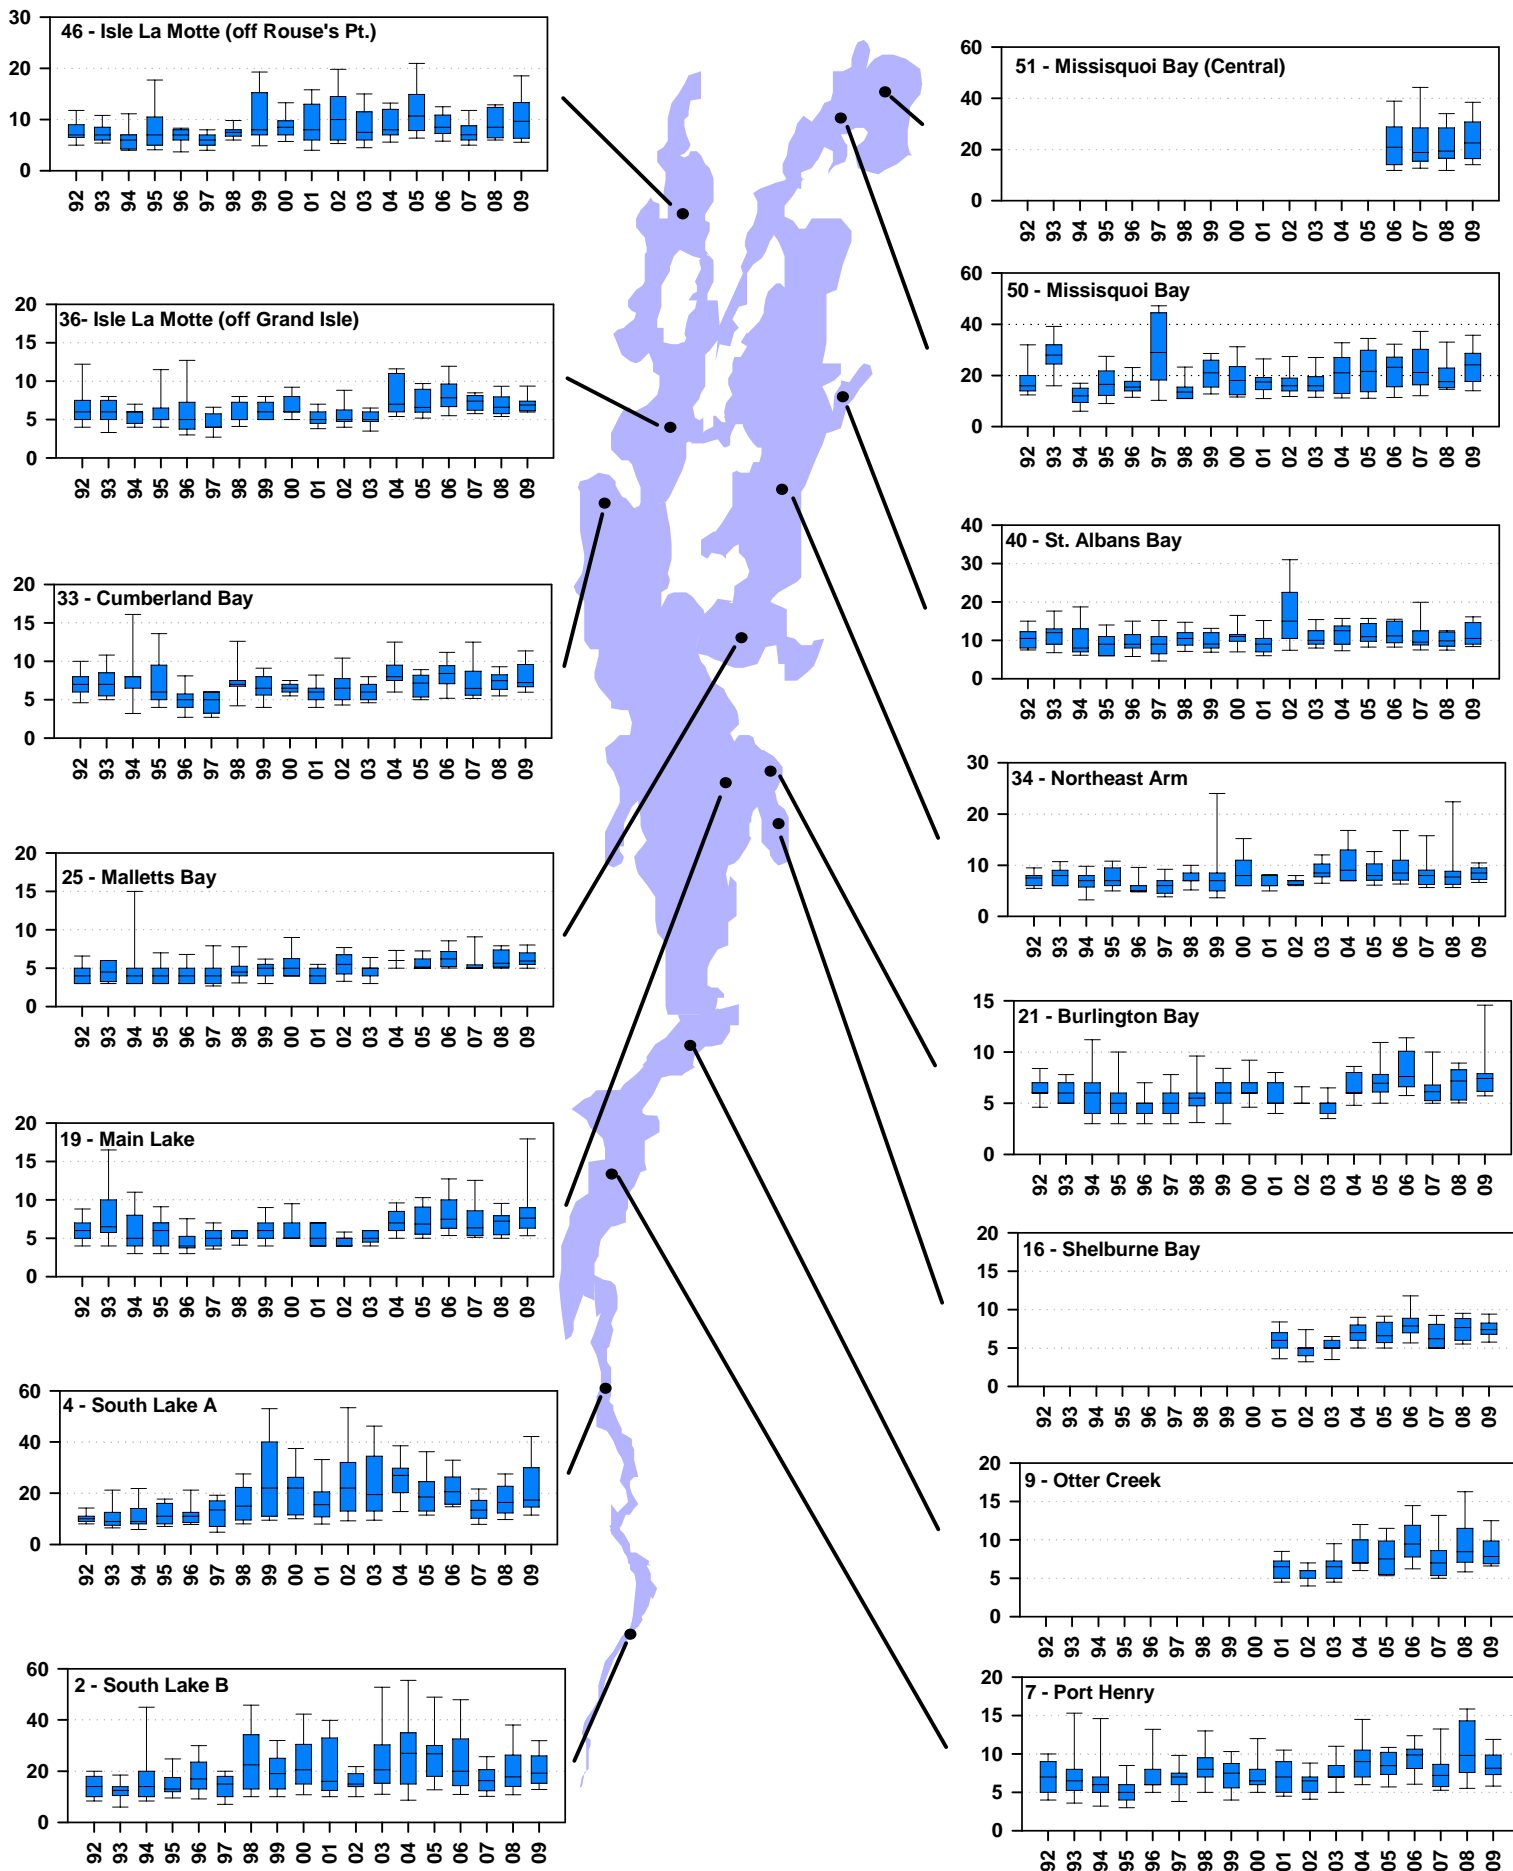 30
20
10
0
46 - Isle La Motte (off Rouse's Pt.)
92 93 94 95 96 97 98 99 00 01 02 03 04 05 06 07 08 09
20
15
10
5
0
36- Isle La Motte (off Grand Isle)
92 93 94 95 96 97 98 99 00 01 02 03 04 05 06 07 08 09
20
15
10
5
0
33 - Cumberland Bay
92 93 94 95 96 97 98 99 00 01 02 03 04 05 06 07 08 09
20
15
10
5
0
25 - Malletts Bay
92 93 94 95 96 97 98 99 00 01 02 03 04 05 06 07 08 09
20
15
10
5
0
19 - Main Lake
92 93 94 95 96 97 98 99 00 01 02 03 04 05 06 07 08 09
60
40
20
0
4 - South Lake A
92 93 94 95 96 97 98 99 00 01 02 03 04 05 06 07 08 09
60
40
20
0
2 - South Lake B
92 93 94 95 96 97 98 99 00 01 02 03 04 05 06 07 08 09
60
40
20
0
51 - Missisquoi Bay (Central)
92 93 94 95 96 97 98 99 00 01 02 03 04 05 06 07 08 09
60
40
20
0
50 - Missisquoi Bay
92 93 94 95 96 97 98 99 00 01 02 03 04 05 06 07 08 09
40
30
20
10
0
40 - St. Albans Bay
92 93 94 95 96 97 98 99 00 01 02 03 04 05 06 07 08 09
30
20
10
0
34 - Northeast Arm
92 93 94 95 96 97 98 99 00 01 02 03 04 05 06 07 08 09
15
10
5
0
21 - Burlington Bay
92 93 94 95 96 97 98 99 00 01 02 03 04 05 06 07 08 09
20
15
10
5
0
16 - Shelburne Bay
92 93 94 95 96 97 98 99 00 01 02 03 04 05 06 07 08 09
20
15
10
5
0
9 - Otter Creek
92 93 94 95 96 97 98 99 00 01 02 03 04 05 06 07 08 09
20
15
10
5
0
7 - Port Henry
92 93 94 95 96 97 98 99 00 01 02 03 04 05 06 07 08 09